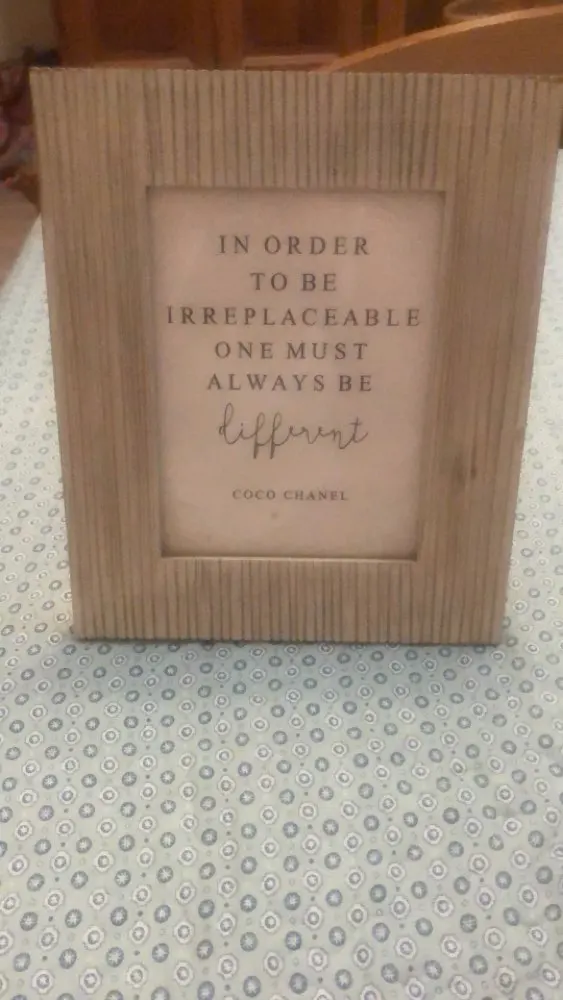 IN ORDER
TO BE
IRREPLACEABLE
ONE MUST
ALWAYS BE
different
COCO CHANEL